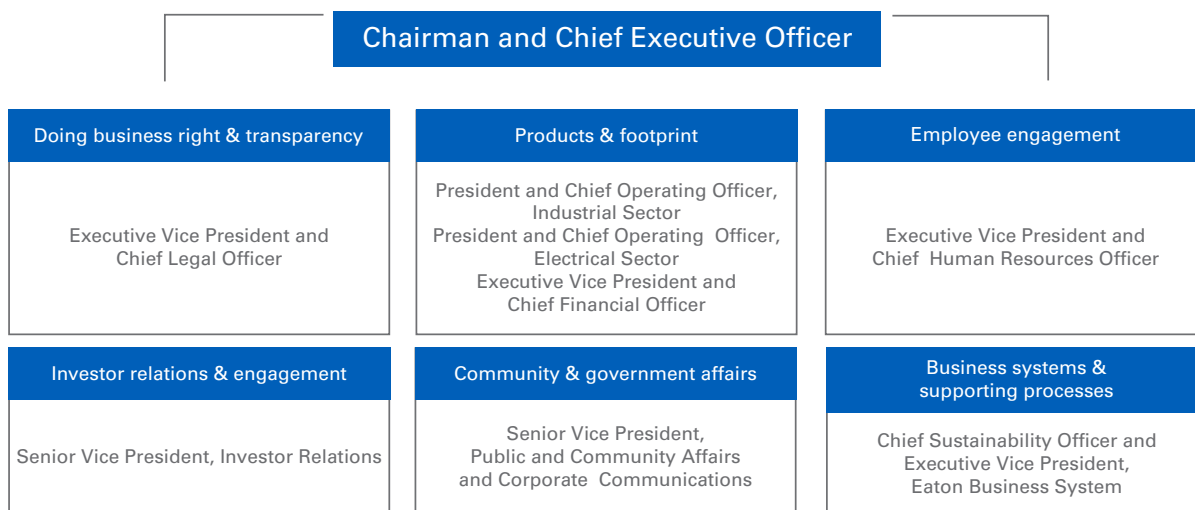 Chairman and Chief Executive Officer
Doing business right & transparency
Executive Vice President and
Chief Legal Officer
Products & footprint
President and Chief Operating Officer,
Industrial Sector
President and Chief Operating Officer,
Electrical Sector
Executive Vice President and
Chief Financial Officer
Employee engagement
Executive Vice President and
Chief Human Resources Officer
Investor relations & engagement
Senior Vice President, Investor Relations
Community & government affairs
Senior Vice President,
Public and Community Affairs
and Corporate Communications
Business systems &
supporting processes
Chief Sustainability Officer and
Executive Vice President,
Eaton Business System